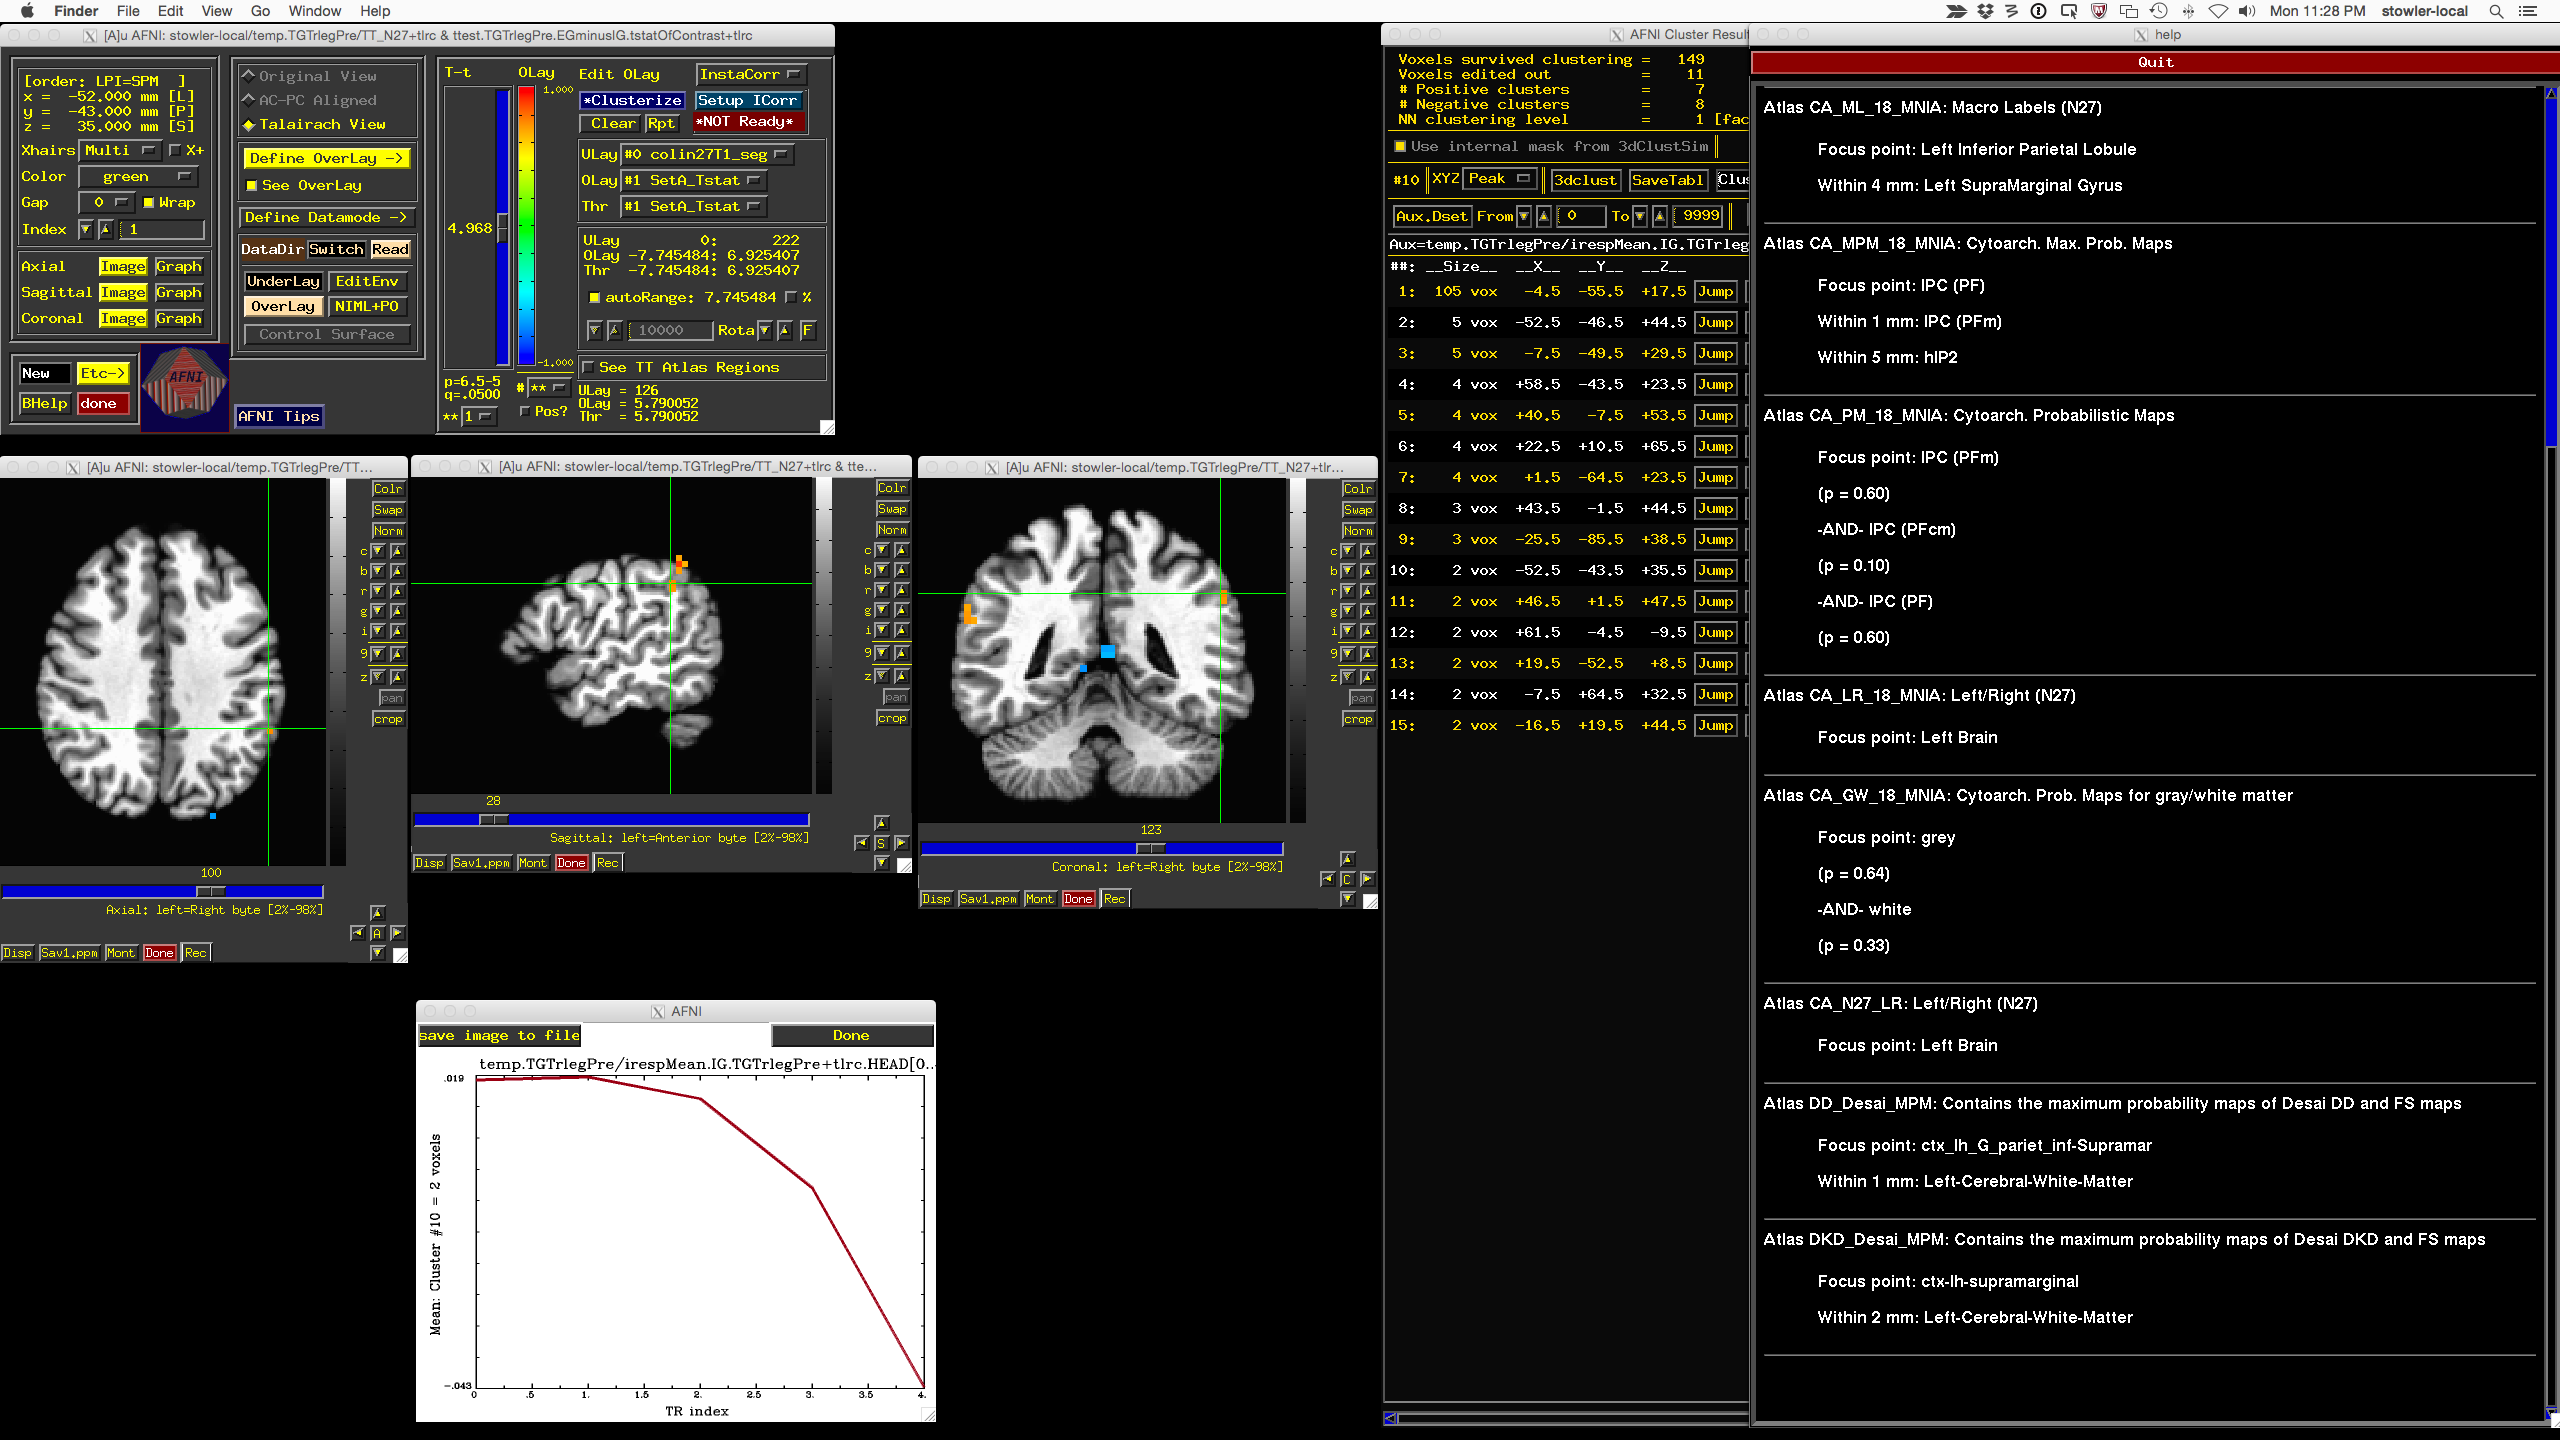 Finder File Edit View Go Window Help
Mon 11:28 PM stowler-local
[A]u AFNI: stowler-local/temp.TGTrlegPre/TT_N27+tlrc & ttest.TGTrlegPre.EGminusIG.tstatOfContrast+tlrc
[order: LPI=SPM ]
x = -52.000 mm [L]
y = -43.000 mm [P]
z = 35.000 mm [S]
Xhairs Multi X+
Color green
Gap 0 Wrap
Index 1
Axial Image Graph
Sagittal Image Graph
Coronal Image Graph
New Etc->
BHelp done
AFNI
Original View
AC-PC Aligned
Talairach View
Define OverLay ->
See OverLay
Define Datamode ->
DataDir Switch Read
UnderLay EditEnv
OverLay NIML+PO
Control Surface
AFNI Tips
T-t
4.968
p=6.5-5
q=.0500
** 1
OLay
1.000
-1.000
# **
Pos?
Edit OLay InstaCorr
*Clusterize Setup ICorr
Clear Rpt *NOT Ready*
ULay #0 colin27T1_seg
OLay #1 SetA_Tstat
Thr #1 SetA_Tstat
ULay 0: 222
OLay -7.745484: 6.925407
Thr -7.745484: 6.925407
autoRange: 7.745484 %
10000 Rota F
See TT Atlas Regions
ULay = 126
OLay = 5.790052
Thr = 5.790052
[A]u AFNI: stowler-local/temp.TGTrlegPre/TT...
Colr
Swap
Norm
c
b
r
g
i
9
z
pan
crop
100
Axial: left=Right byte [2%-98%]
A
Disp Sav1.ppm Mont Done Rec
[A]u AFNI: stowler-local/temp.TGTrlegPre/TT_N27+tlrc & tte...
Colr
Swap
Norm
c
b
r
g
i
9
z
pan
crop
28
Sagittal: left=Anterior byte [2%-98%]
S
Disp Sav1.ppm Mont Done Rec
[A]u AFNI: stowler-local/temp.TGTrlegPre/TT_N27+tlr...
Colr
Swap
Norm
c
b
r
g
i
9
z
pan
crop
123
Coronal: left=Right byte [2%-98%]
C
Disp Sav1.ppm Mont Done Rec
AFNI
save image to file Done
temp.TGTrlegPre/irespMean.IG.TGTrlegPre+tlrc.HEAD[0..
.019
Mean: Cluster #10 = 2 voxels
-.043
0 .5 1. 1.5 2. 2.5 3. 3.5 4.
TR index
AFNI Cluster Result
Voxels survived clustering = 149
Voxels edited out = 11
# Positive clusters = 7
# Negative clusters = 8
NN clustering level = 1 [fac
Use internal mask from 3dClustSim
#10 XYZ Peak 3dclust SaveTabl Clus
Aux.Dset From 0 To 9999
Aux=temp.TGTrlegPre/irespMean.IG.TGTrleg
##: __Size__ __X__ __Y__ __Z__
1: 105 vox -4.5 -55.5 +17.5 Jump
2: 5 vox -52.5 -46.5 +44.5 Jump
3: 5 vox -7.5 -49.5 +29.5 Jump
4: 4 vox +58.5 -43.5 +23.5 Jump
5: 4 vox +40.5 -7.5 +53.5 Jump
6: 4 vox +22.5 +10.5 +65.5 Jump
7: 4 vox +1.5 -64.5 +23.5 Jump
8: 3 vox +43.5 -1.5 +44.5 Jump
9: 3 vox -25.5 -85.5 +38.5 Jump
10: 2 vox -52.5 -43.5 +35.5 Jump
11: 2 vox +46.5 +1.5 +47.5 Jump
12: 2 vox +61.5 -4.5 -9.5 Jump
13: 2 vox +19.5 -52.5 +8.5 Jump
14: 2 vox -7.5 +64.5 +32.5 Jump
15: 2 vox -16.5 +19.5 +44.5 Jump
help
Quit
Atlas CA_ML_18_MNIA: Macro Labels (N27)
Focus point: Left Inferior Parietal Lobule
Within 4 mm: Left SupraMarginal Gyrus
Atlas CA_MPM_18_MNIA: Cytoarch. Max. Prob. Maps
Focus point: IPC (PF)
Within 1 mm: IPC (PFm)
Within 5 mm: hIP2
Atlas CA_PM_18_MNIA: Cytoarch. Probabilistic Maps
Focus point: IPC (PFm)
(p = 0.60)
-AND- IPC (PFcm)
(p = 0.10)
-AND- IPC (PF)
(p = 0.60)
Atlas CA_LR_18_MNIA: Left/Right (N27)
Focus point: Left Brain
Atlas CA_GW_18_MNIA: Cytoarch. Prob. Maps for gray/white matter
Focus point: grey
(p = 0.64)
-AND- white
(p = 0.33)
Atlas CA_N27_LR: Left/Right (N27)
Focus point: Left Brain
Atlas DD_Desai_MPM: Contains the maximum probability maps of Desai DD and FS maps
Focus point: ctx_lh_G_pariet_inf-Supramar
Within 1 mm: Left-Cerebral-White-Matter
Atlas DKD_Desai_MPM: Contains the maximum probability maps of Desai DKD and FS maps
Focus point: ctx-lh-supramarginal
Within 2 mm: Left-Cerebral-White-Matter